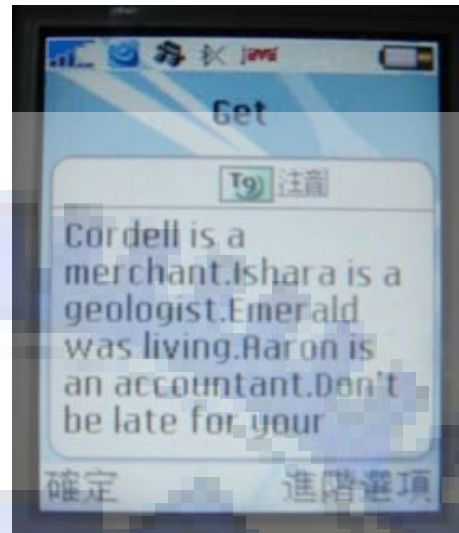 Java
Get
T9 注音
Cordell is a
merchant.Ishara is a
geologist.Emerald
was living.Aaron is
an accountant.Don't
be late for your
確定 進階選項